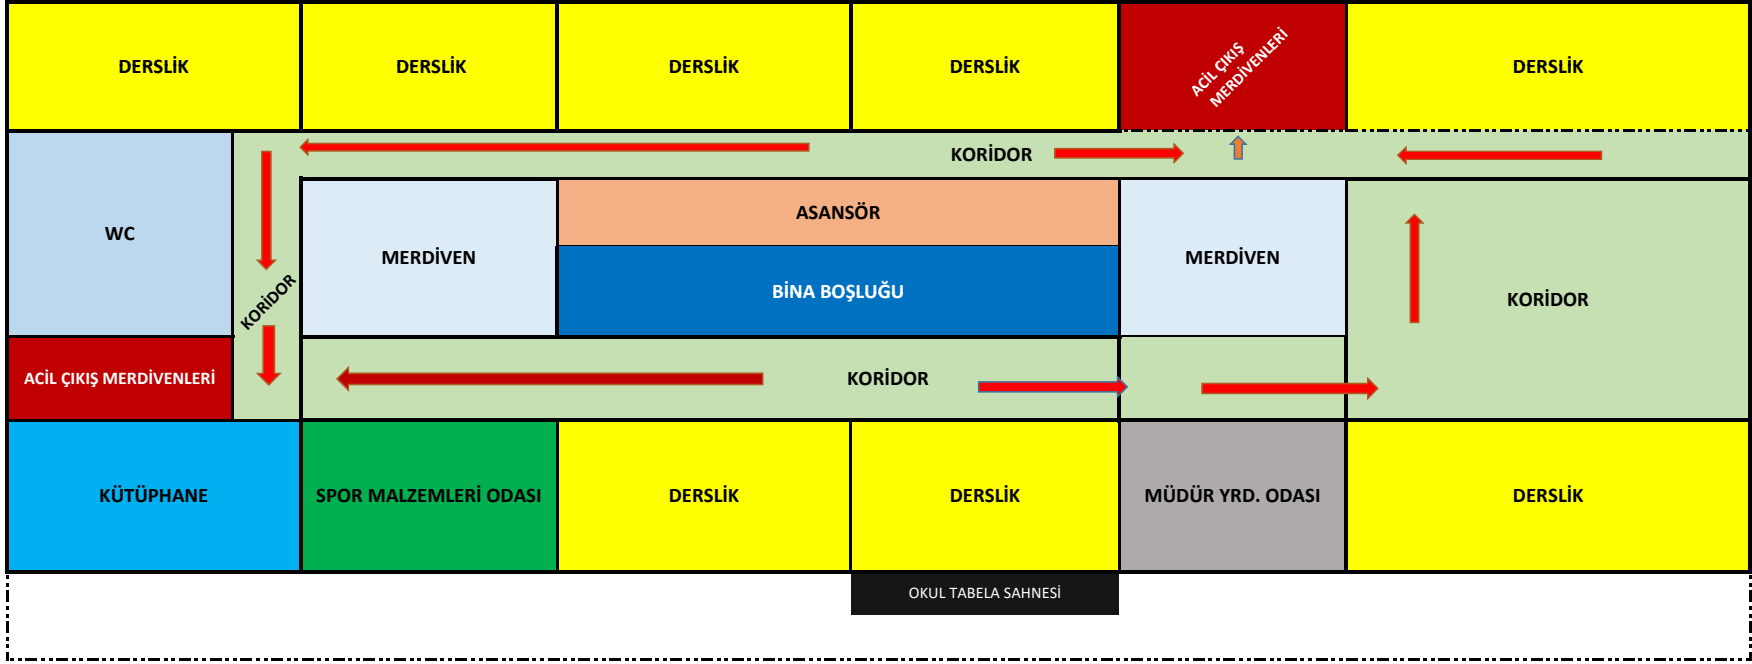 DERSLİK
DERSLİK
DERSLİK
DERSLİK
ACİL ÇIKIŞ
MERDİVENLERİ
DERSLİK
KORİDOR
WC
KORİDOR
MERDİVEN
ASANSÖR
BİNA BOŞLUĞU
MERDİVEN
KORİDOR
ACİL ÇIKIŞ MERDİVENLERİ
KORİDOR
KÜTÜPHANE
SPOR MALZEMLERİ ODASI
DERSLİK
DERSLİK
MÜDÜR YRD. ODASI
DERSLİK
OKUL TABELA SAHNESİ